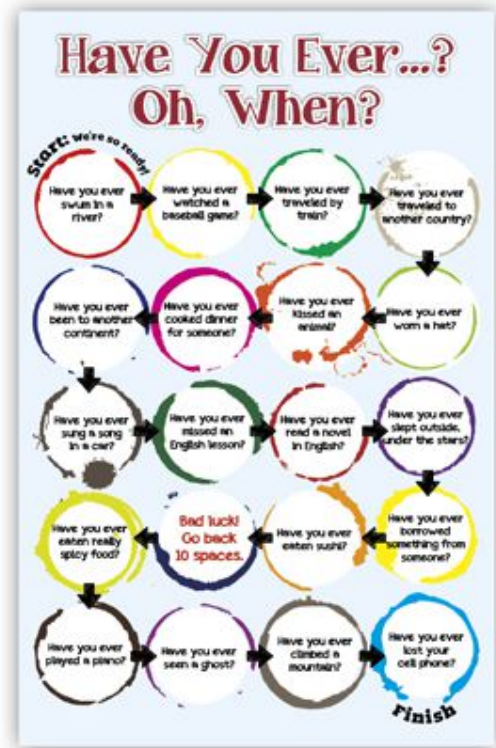 Have You Ever...?
Oh, When?
Start: We're so ready!
Have you ever
swum in a
river?
Have you ever
watched a
baseball game?
Have you ever
traveled by
train?
Have you ever
traveled to
another country?
Have you ever
worn a hat?
Have you ever
kissed an
animal?
Have you ever
cooked dinner
for someone?
Have you ever
been to another
continent?
Have you ever
sung a song
in a car?
Have you ever
missed an
English lesson?
Have you ever
read a novel
in English?
Have you ever
slept outside,
under the stars?
Have you ever
borrowed
something from
someone?
Have you ever
eaten sushi?
Bad luck!
Go back
10 spaces.
Have you ever
eaten really
spicy food?
Have you ever
played a piano?
Have you ever
seen a ghost?
Have you ever
climbed a
mountain?
Have you ever
lost your
cell phone?
Finish